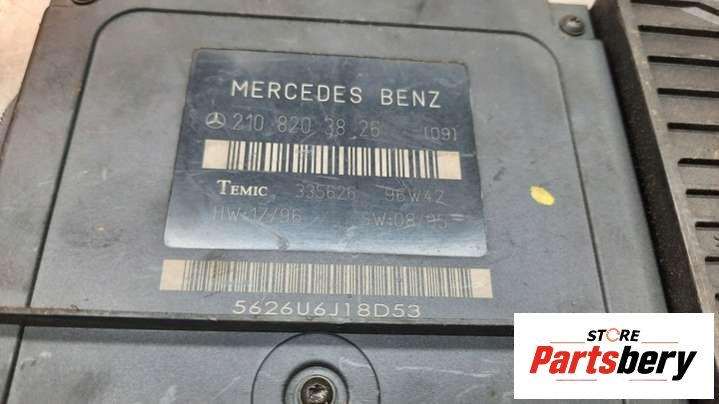 MERCEDES BENZ
210 820 38 26 (09)
TEMIC 335626 96W42
HW:17/96 SW:08/95
5626U6J18D53
STORE
Partsbery